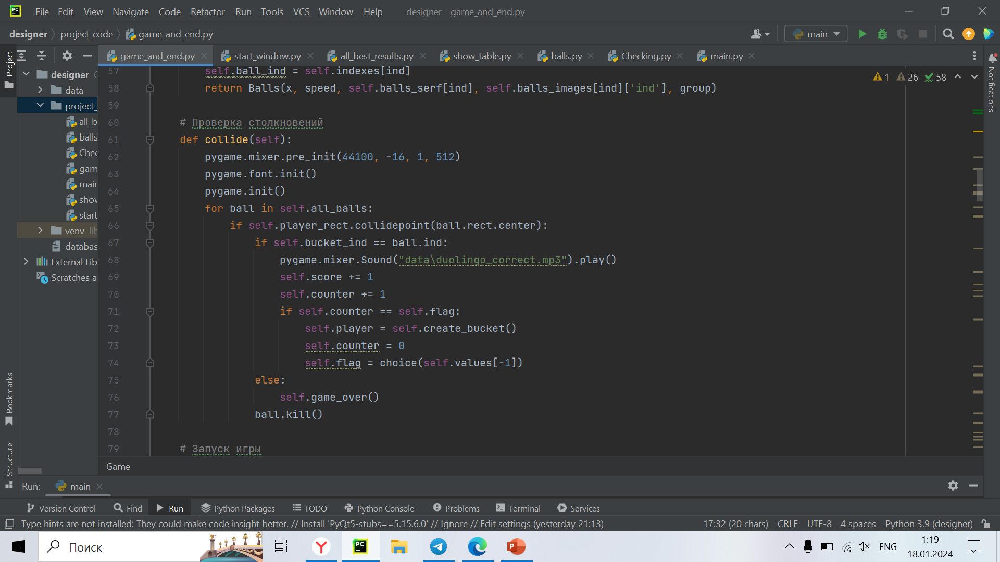 File Edit View Navigate Code Refactor Run Tools VCS Window Help designer - game_and_end.py
designer project_code game_and_end.py main
game_and_end.py start_window.py all_best_results.py show_table.py balls.py Checking.py main.py
Project
designer
data
project_
all_b
balls
Chec
gam
main
show
start
venv lib
databas
External Lib
Scratches a
Bookmarks
Structure
Notifications
1 26 58
57 self.ball_ind = self.indexes[ind]
58 return Balls(x, speed, self.balls_serf[ind], self.balls_images[ind]['ind'], group)
59
60 # Проверка столкновений
61 def collide(self):
62 pygame.mixer.pre_init(44100, -16, 1, 512)
63 pygame.font.init()
64 pygame.init()
65 for ball in self.all_balls:
66 if self.player_rect.collidepoint(ball.rect.center):
67 if self.bucket_ind == ball.ind:
68 pygame.mixer.Sound("data\duolingo_correct.mp3").play()
69 self.score += 1
70 self.counter += 1
71 if self.counter == self.flag:
72 self.player = self.create_bucket()
73 self.counter = 0
74 self.flag = choice(self.values[-1])
75 else:
76 self.game_over()
77 ball.kill()
78
79 # Запуск игры
Game
Run: main
Version Control Find Run Python Packages TODO Python Console Problems Terminal Services
Type hints are not installed: They could make code insight better. // Install 'PyQt5-stubs==5.15.6.0' // Ignore // Edit settings (yesterday 21:13) 17:32 (20 chars) CRLF UTF-8 4 spaces Python 3.9 (designer)
Поиск ENG 1:19
18.01.2024